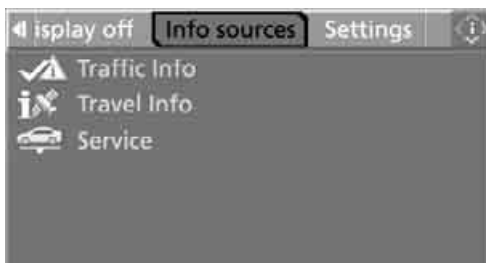 isplay off Info sources Settings
Traffic Info
Travel Info
Service